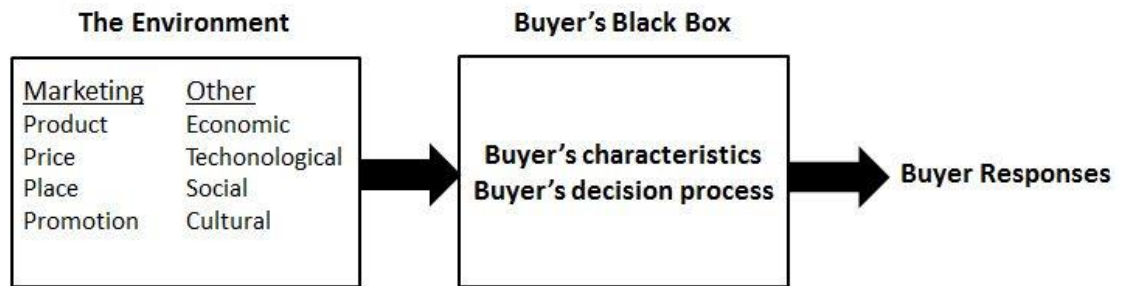 The Environment
Buyer's Black Box
Marketing Other
Product Economic
Price Techonological
Place Social
Promotion Cultural
Buyer's characteristics
Buyer's decision process
Buyer Responses